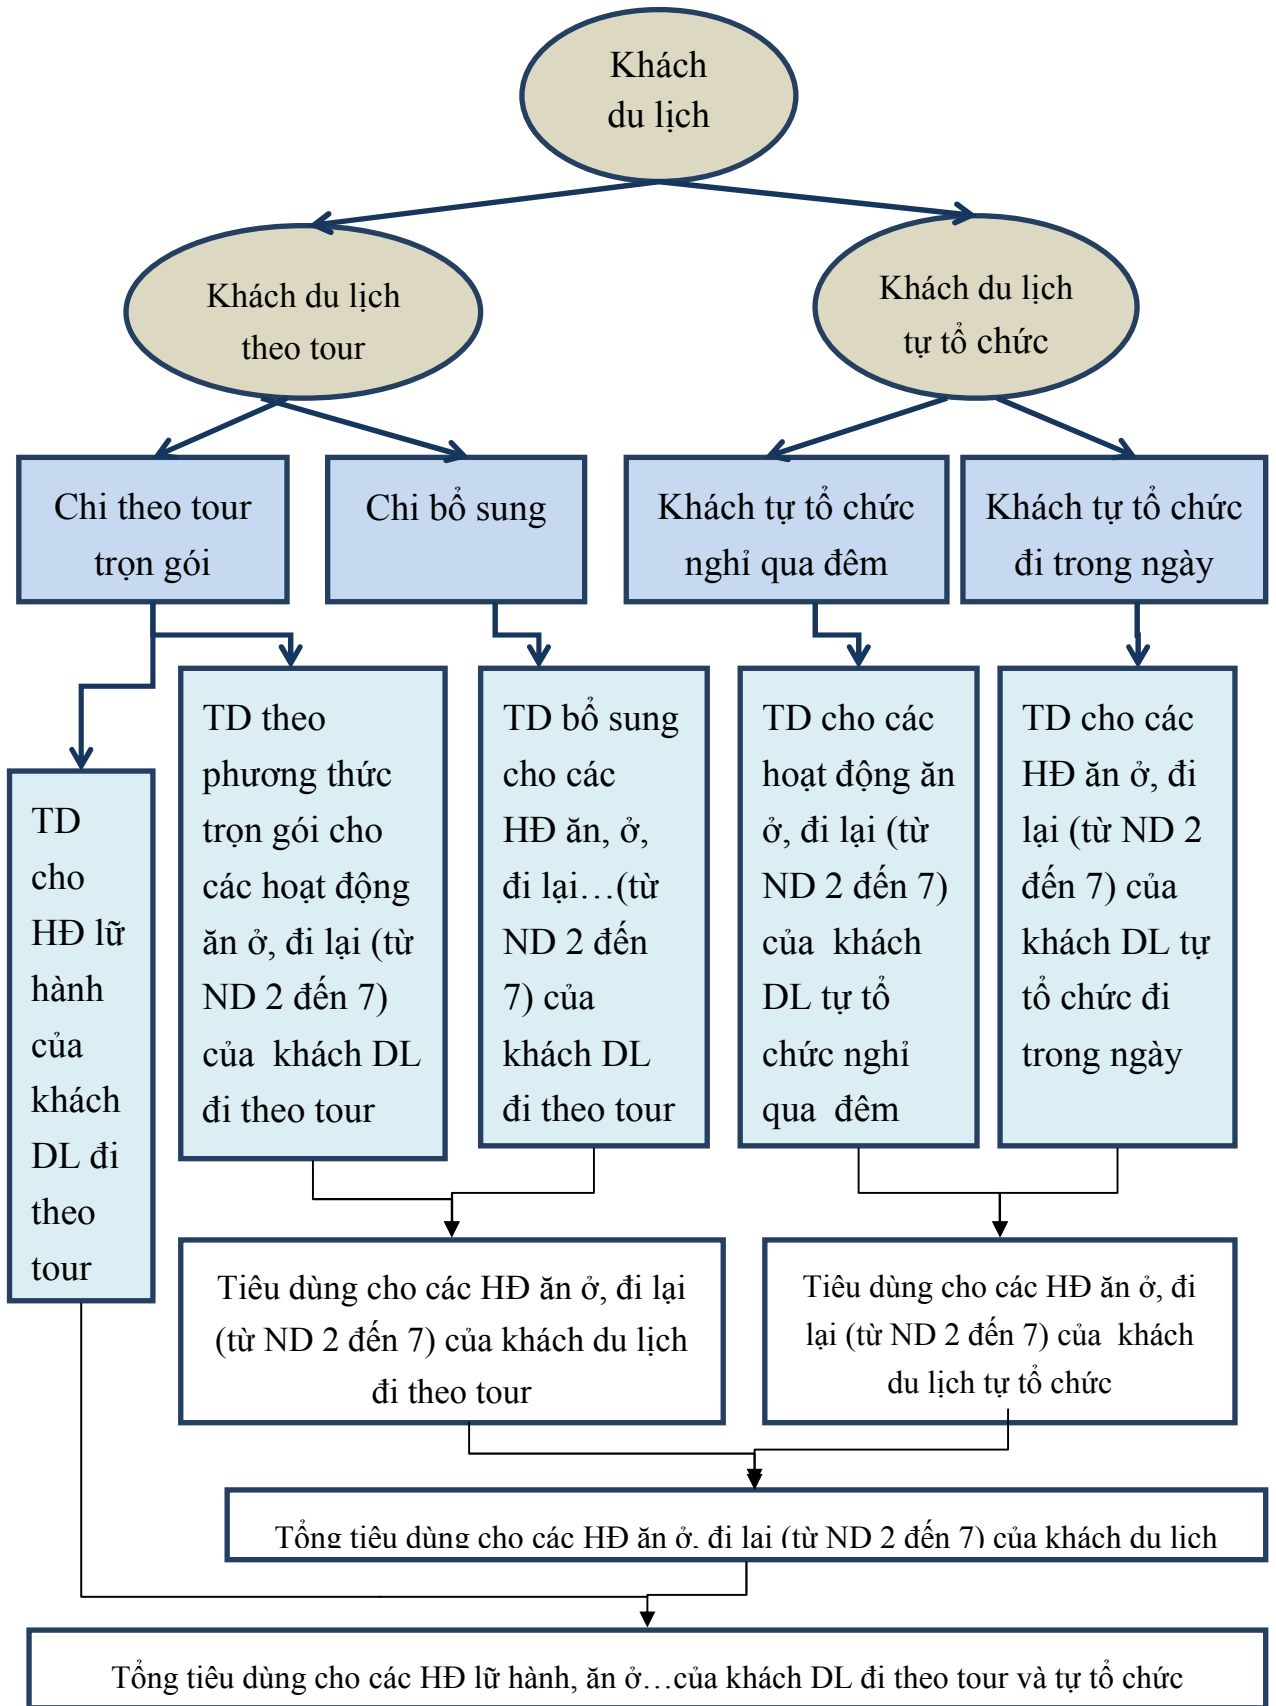 Khách
du lịch
Khách du lịch
theo tour
Khách du lịch
tự tổ chức
Chi theo tour
trọn gói
Chi bổ sung
Khách tự tổ chức
nghỉ qua đêm
Khách tự tổ chức
đi trong ngày
TD
cho
HĐ lữ
hành
của
khách
DL đi
theo
tour
TD theo
phương thức
trọn gói cho
các hoạt động
ăn ở, đi lại (từ
ND 2 đến 7)
của khách DL
đi theo tour
TD bổ sung
cho các
HĐ ăn, ở,
đi lại…(từ
ND 2 đến
7) của
khách DL
đi theo tour
TD cho các
hoạt động ăn
ở, đi lại (từ
ND 2 đến 7)
của khách
DL tự tổ
chức nghỉ
qua đêm
TD cho các
HĐ ăn ở, đi
lại (từ ND 2
đến 7) của
khách DL tự
tổ chức đi
trong ngày
Tiêu dùng cho các HĐ ăn ở, đi lại
(từ ND 2 đến 7) của khách du lịch
đi theo tour
Tiêu dùng cho các HĐ ăn ở, đi
lại (từ ND 2 đến 7) của khách
du lịch tự tổ chức
Tổng tiêu dùng cho các HĐ ăn ở, đi lại (từ ND 2 đến 7) của khách du lịch
Tổng tiêu dùng cho các HĐ lữ hành, ăn ở…của khách DL đi theo tour và tự tổ chức